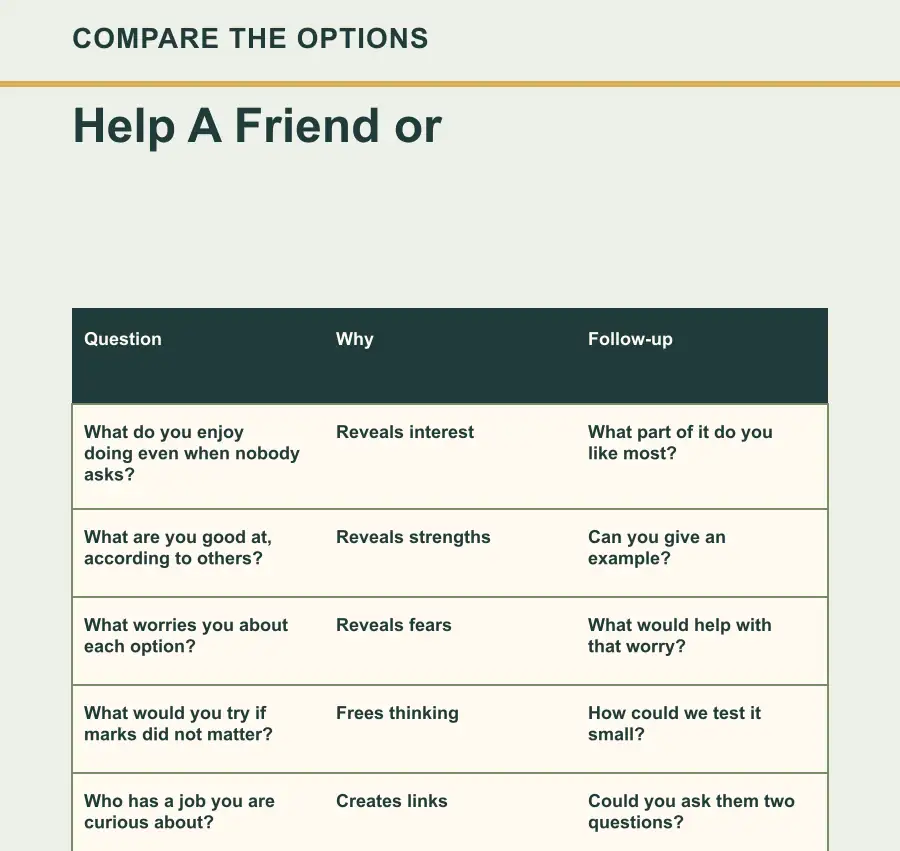 COMPARE THE OPTIONS
Help A Friend or
Question Why Follow-up
What do you enjoy Reveals interest What part of it do you
doing even when nobody like most?
asks?
What are you good at, Reveals strengths Can you give an
according to others? example?
What worries you about Reveals fears What would help with
each option? that worry?
What would you try if Frees thinking How could we test it
marks did not matter? small?
Who has a job you are Creates links Could you ask them two
curious about? questions?